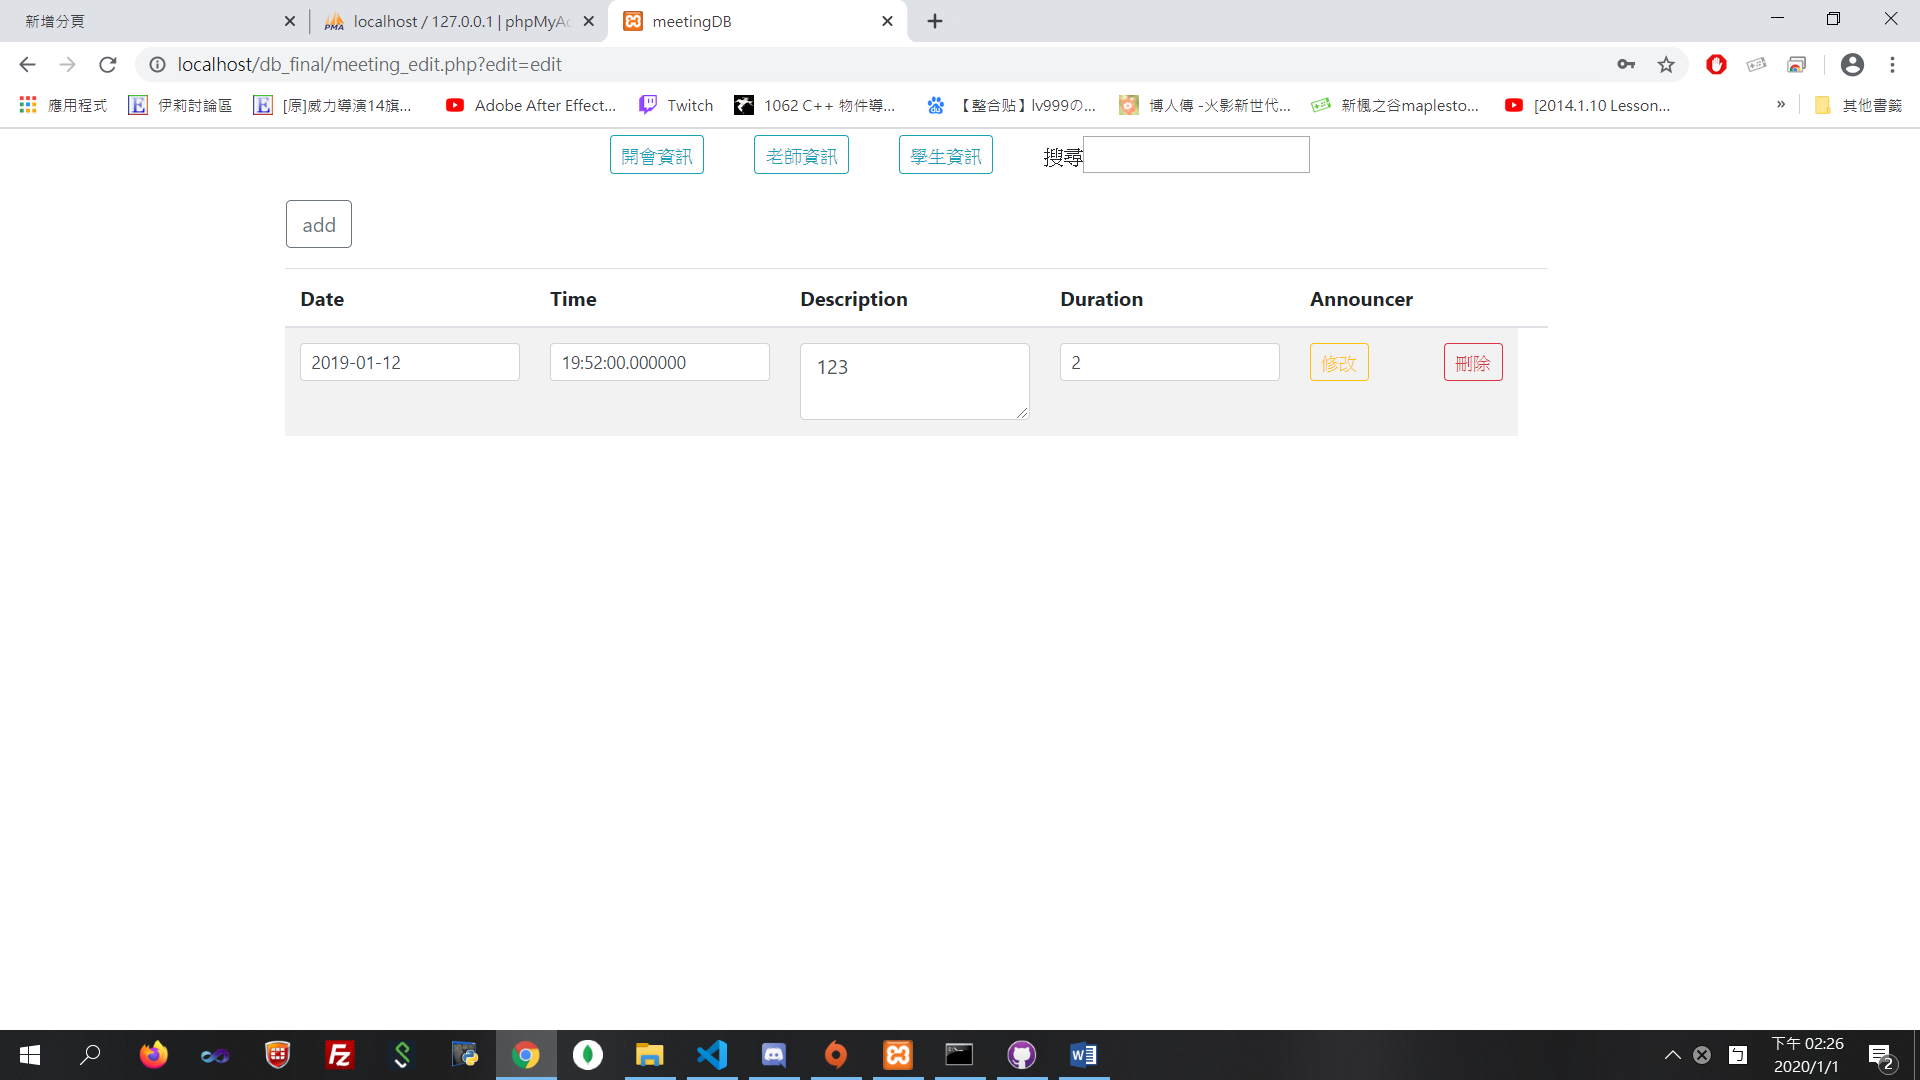 新增分頁
localhost / 127.0.0.1 | phpMyAd
meetingDB
localhost/db_final/meeting_edit.php?edit=edit
應用程式
伊莉討論區
[原]威力導演14旗...
Adobe After Effect...
Twitch
1062 C++ 物件導...
【整合貼】lv999の...
博人傳 -火影新世代...
新楓之谷maplesto...
[2014.1.10 Lesson...
»
其他書籤
開會資訊
老師資訊
學生資訊
搜尋
add
Date
Time
Description
Duration
Announcer
2019-01-12
19:52:00.000000
123
2
修改
刪除
下午 02:26
2020/1/1
2